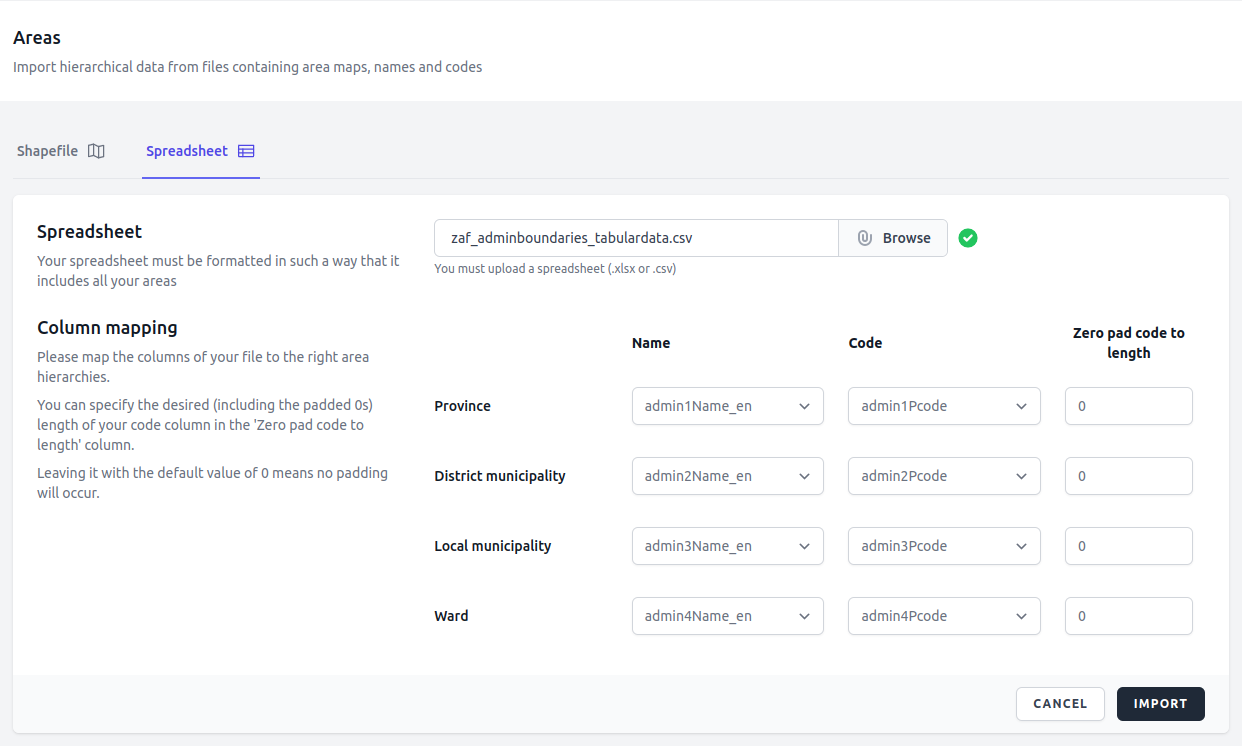 Areas
Import hierarchical data from files containing area maps, names and codes
Shapefile
Spreadsheet
Spreadsheet
Your spreadsheet must be formatted in such a way that it
includes all your areas
zaf_adminboundaries_tabulardata.csv
Browse
You must upload a spreadsheet (.xlsx or .csv)
Column mapping
Please map the columns of your file to the right area
hierarchies.
You can specify the desired (including the padded 0s)
length of your code column in the 'Zero pad code to
length' column.
Leaving it with the default value of 0 means no padding
will occur.
Name
Code
Zero pad code to
length
Province
admin1Name_en
admin1Pcode
0
District municipality
admin2Name_en
admin2Pcode
0
Local municipality
admin3Name_en
admin3Pcode
0
Ward
admin4Name_en
admin4Pcode
0
CANCEL
IMPORT